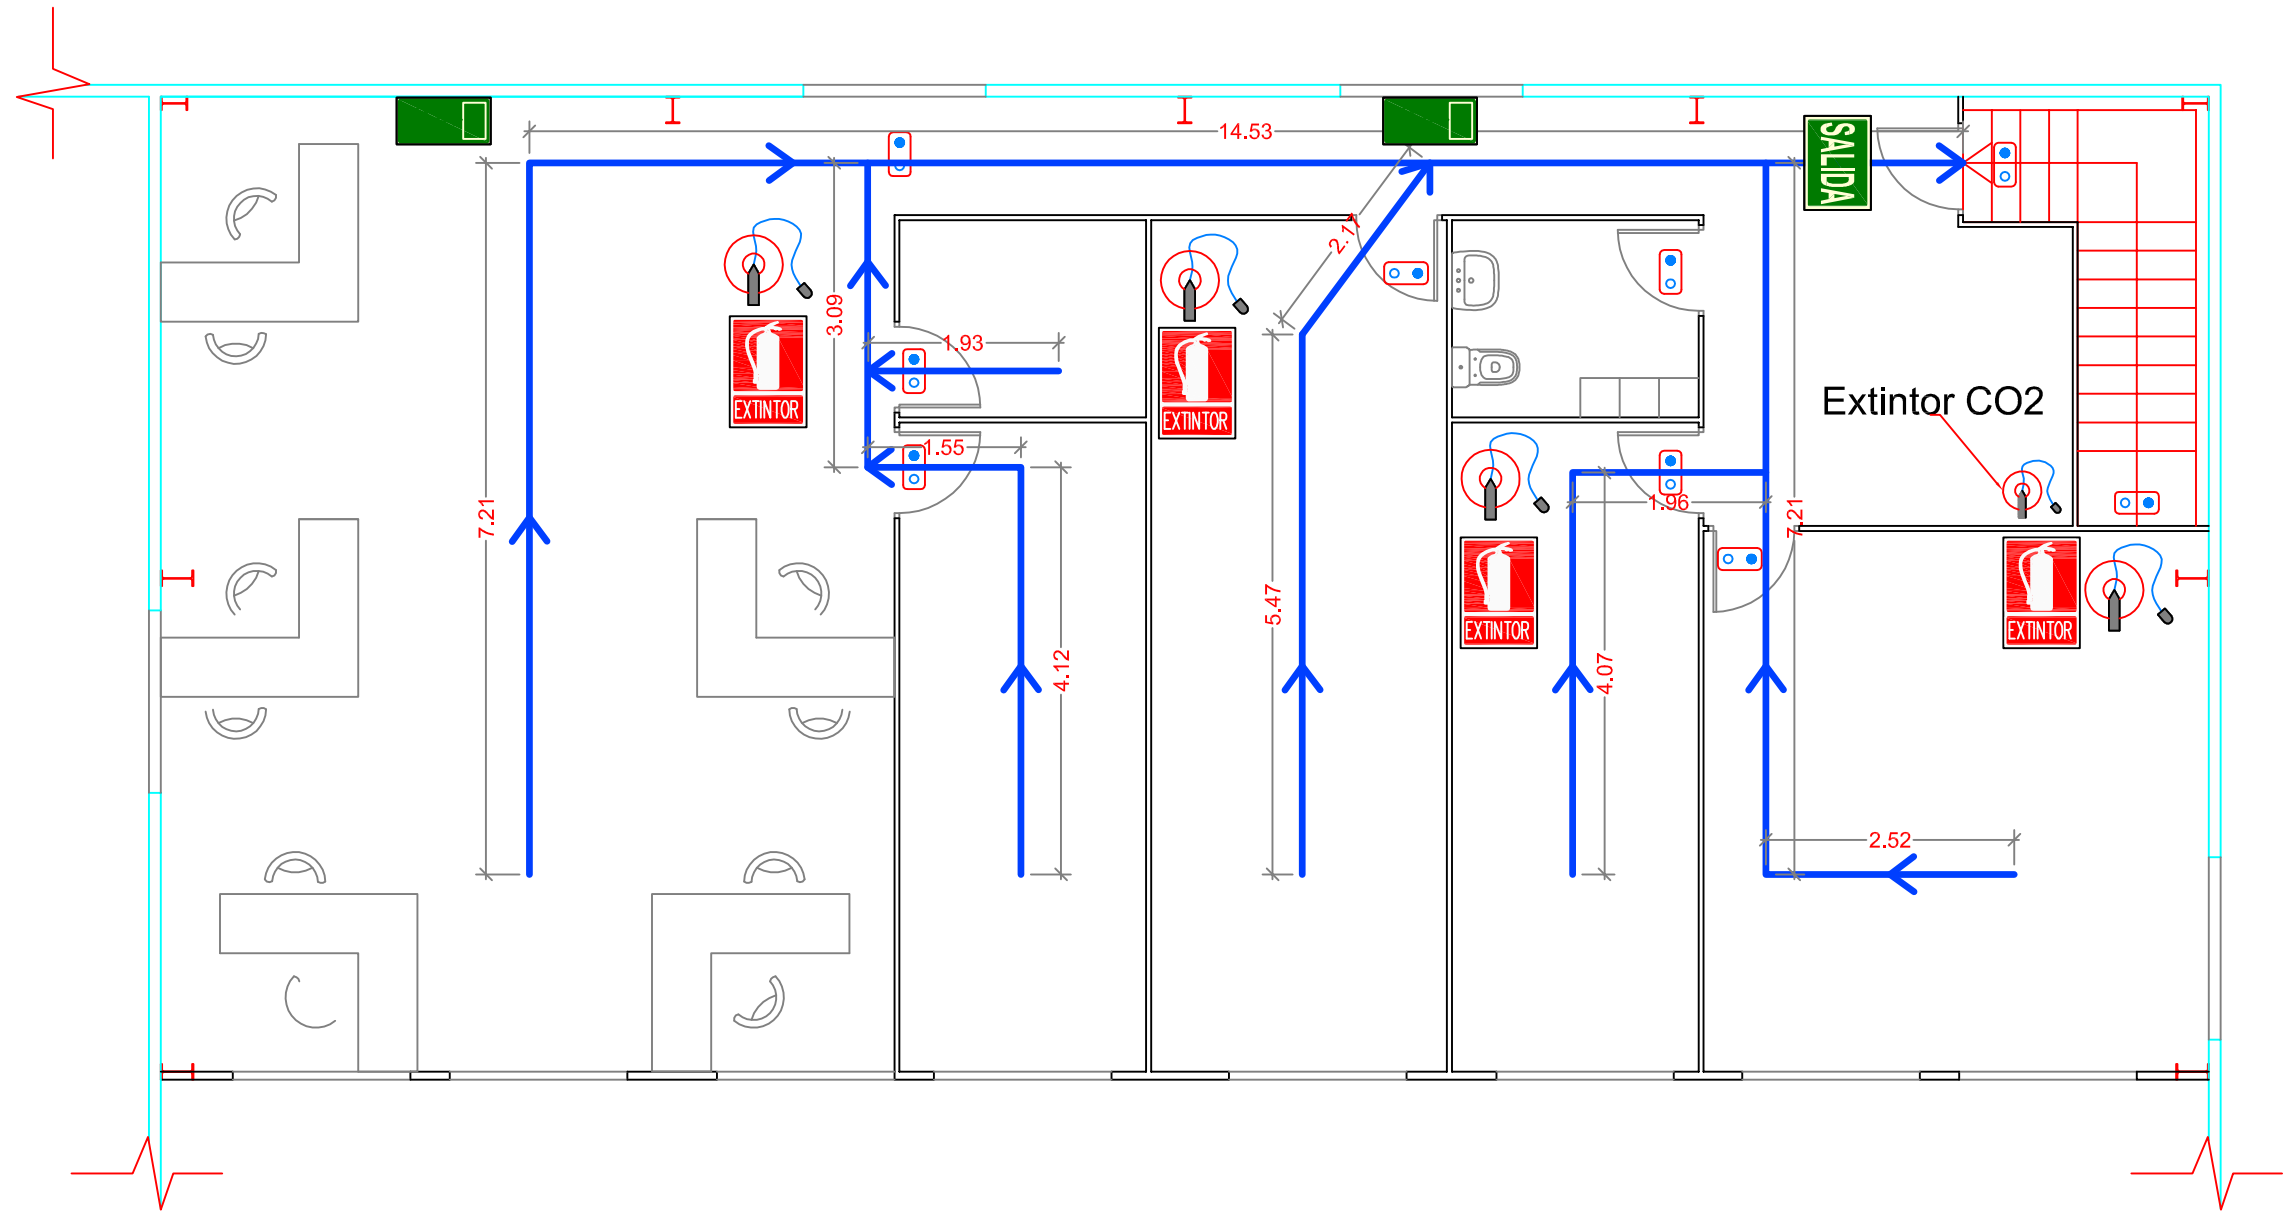 14.53
SALIDA
2.17
3.09
1.93
EXTINTOR
EXTINTOR
Extintor CO2
1.55
7.21
1.96
7.21
5.47
EXTINTOR
EXTINTOR
4.12
4.07
2.52